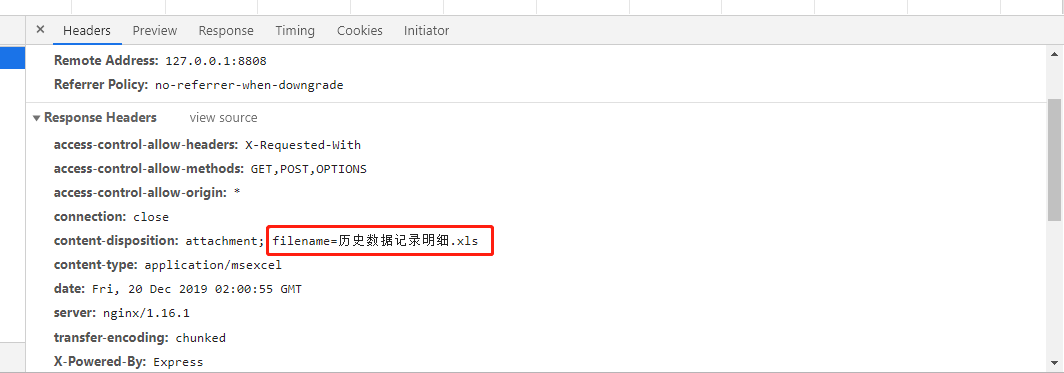 × Headers Preview Response Timing Cookies Initiator
Remote Address: 127.0.0.1:8808
Referrer Policy: no-referrer-when-downgrade
Response Headers view source
access-control-allow-headers: X-Requested-With
access-control-allow-methods: GET,POST,OPTIONS
access-control-allow-origin: *
connection: close
content-disposition: attachment; filename=历史数据记录明细.xls
content-type: application/msexcel
date: Fri, 20 Dec 2019 02:00:55 GMT
server: nginx/1.16.1
transfer-encoding: chunked
X-Powered-By: Express